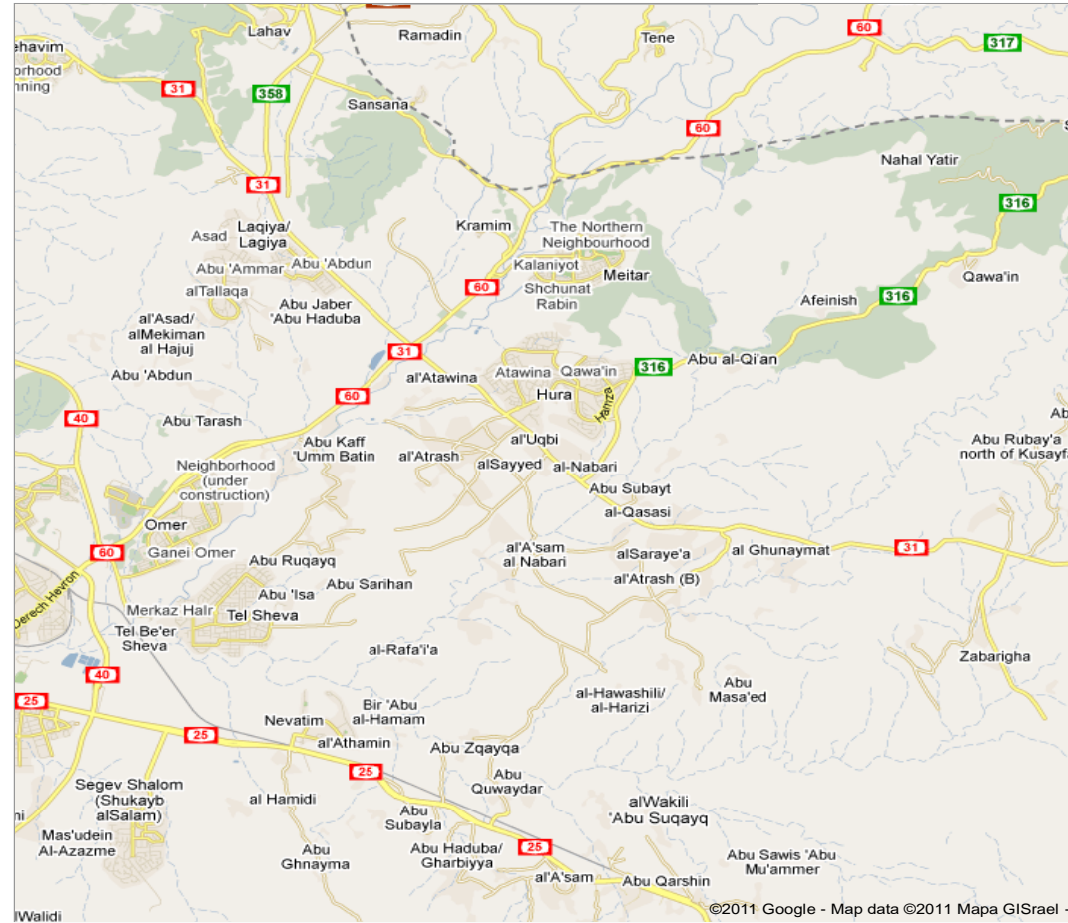 Lahav
Ramadin
Tene
60
317
ehavim
orhood
nning
31
358
Sansana
60
Nahal Yatir
31
316
Laqiya/
Lagiya
Asad
Kramim
The Northern
Neighbourhood
Abu 'Ammar
Abu 'Abdun
Kalaniyot
Meitar
Qawa'in
alTallaqa
60
Shchunat
Rabin
Afeinish
316
Abu Jaber
'Abu Haduba
al'Asad/
alMekiman
al Hajuj
31
Abu 'Abdun
al'Atawina
Atawina
Qawa'in
316
Abu al-Qi'an
60
Hura
Hamza
40
Abu Tarash
Ab
Abu Kaff
'Umm Batin
al'Atrash
al'Uqbi
alSayyed
al-Nabari
Abu Rubay'a
north of Kusayfa
Neighborhood
(under
construction)
Abu Subayt
al-Qasasi
Omer
60
Ganei Omer
Abu Ruqayq
al'A'sam
al Nabari
alSaraye'a
al Ghunaymat
31
Derech Hevron
Abu 'Isa
Abu Sarihan
al'Atrash (B)
Merkaz HaIr
Tel Sheva
Tel Be'er
Sheva
al-Rafa'i'a
Zabarigha
40
25
al-Hawashili/
al-Harizi
Abu
Masa'ed
Bir 'Abu
al-Hamam
Nevatim
25
al'Athamin
Abu Zqayqa
25
Abu
Quwaydar
Segev Shalom
(Shukayb
alSalam)
al Hamidi
Abu
Subayla
alWakili
'Abu Suqayq
ni
Mas'udein
Al-Azazme
Abu
Ghnayma
Abu Haduba/
Gharbiyya
25
Abu Sawis 'Abu
Mu'ammer
al'A'sam
Abu Qarshin
lWalidi
©2011 Google - Map data ©2011 Mapa GISrael -